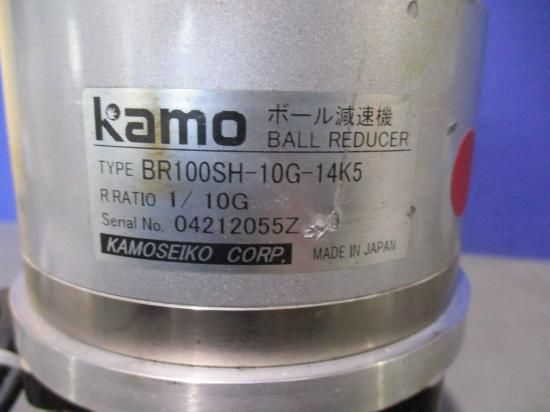 Kamo ボール減速機
BALL REDUCER
TYPE BR100SH-10G-14K5
R.RATIO 1/ 10G
Serial No. 04212055Z
KAMOSEIKO CORP. MADE IN JAPAN